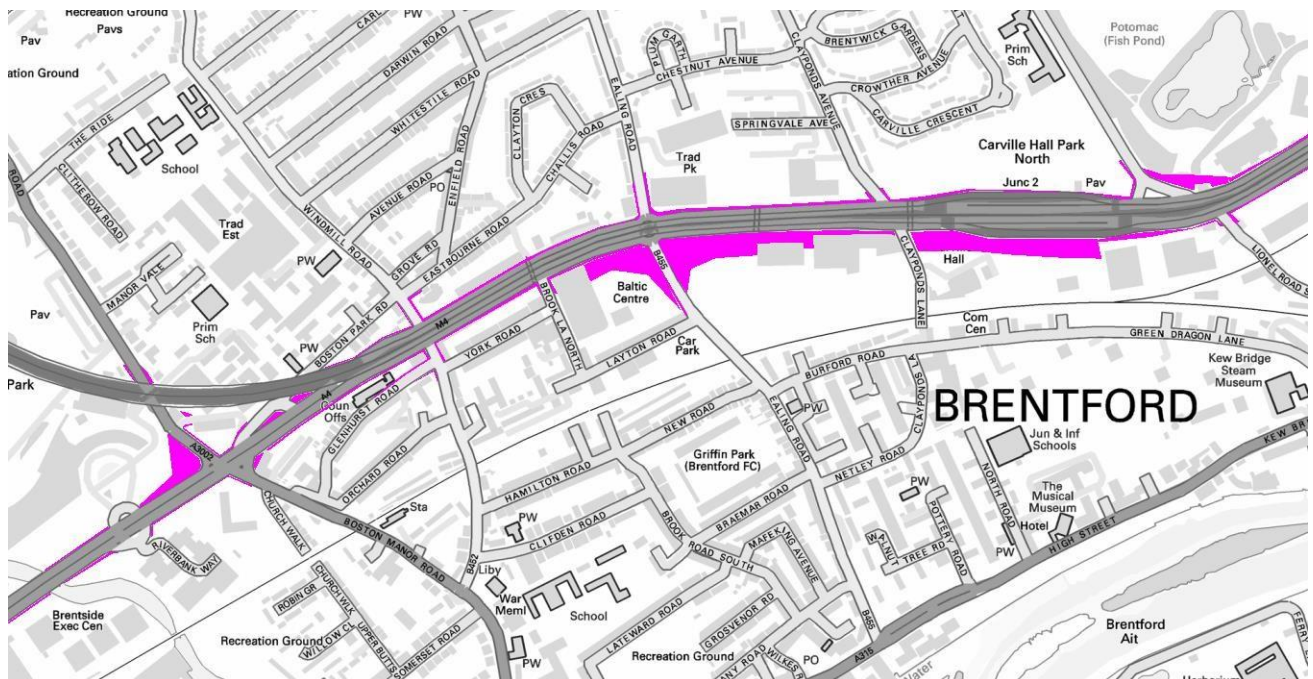 Recreation Ground
Pavs
Pav
ation Ground
PW
DARWIN ROAD
WHITESTILE ROAD
PLUM GARTH
CHESTNUT AVENUE
BRENTWICK GARDENS
CROWTHER AVENUE
CARVILLE CRESCENT
CLAYPONDS AVENUE
SPRINGVALE AVE
Prim
Sch
Potomac
(Fish Pond)
THE RIDE
School
CLITHEROW ROAD
ROAD
WINDMILL ROAD
AVENUE ROAD
PO
ENFIELD ROAD
CLAYTON CRES
CHALLIS ROAD
EALING ROAD
Trad
Pk
Carville Hall Park
North
Junc 2
Pav
Trad
Est
PW
GROVE RD
EASTBOURNE ROAD
MANOR VALE
Pav
Prim
Sch
BOSTON PARK RD
PW
M4
BROOK LA NORTH
YORK ROAD
Baltic
Centre
B455
LAYTON ROAD
Car
Park
Hall
CLAYPONDS LANE
LIONEL ROAD S
Com
Cen
GREEN DRAGON LANE
Kew Bridge
Steam
Museum
Park
A4
Coun
Offs
GLENHURST ROAD
ORCHARD ROAD
A3002
BURFORD ROAD
CLAYPONDS LA
BRENTFORD
NEW ROAD
EALING ROAD
PW
Jun & Inf
Schools
KEW BR
Griffin Park
(Brentford FC)
HAMILTON ROAD
NETLEY ROAD
NORTH ROAD
The
Musical
Museum
Hotel
PW
HIGH STREET
CHURCH WALK
BOSTON MANOR ROAD
Sta
PW
CLIFDEN ROAD
BROOK ROAD SOUTH
BRAEMAR ROAD
MAFEKING AVENUE
PW
POTTERY ROAD
WALNUT TREE RD
RIVERBANK WAY
B452
Liby
War
Meml
School
ROBIN GR
CHURCH WLK
WILLOW CL
UPPER BUTTS
SOMERSET ROAD
Brentside
Exec Cen
Recreation Ground
PW
LATEWARD ROAD
GROSVENOR RD
Recreation Ground
ANY ROAD
WILKES
PO
B455
A315
Water
Brentford
Ait
FERRY
Herbarium